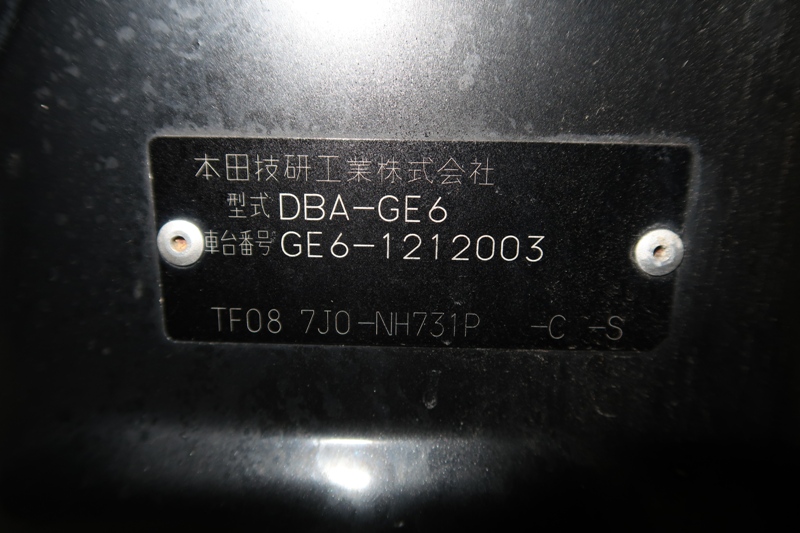 本田技研工業株式会社
型式 DBA-GE6
車台番号 GE6-1212003
TF08 7J0-NH731P -C -S